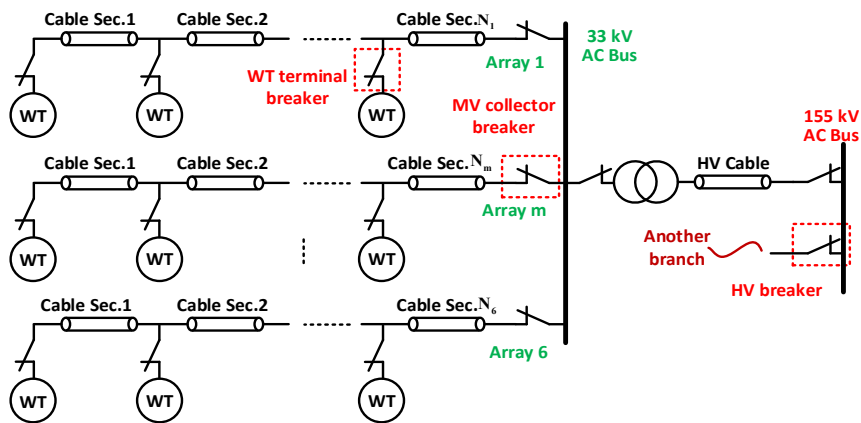 Cable Sec.1 Cable Sec.2 Cable Sec.N₁
33 kV
AC Bus
Array 1
WT terminal
breaker
WT WT WT
MV collector
breaker
155 kV
AC Bus
Cable Sec.1 Cable Sec.2 Cable Sec.Nₘ
HV Cable
Array m
WT WT WT
Another
branch
HV breaker
Cable Sec.1 Cable Sec.2 Cable Sec.N₆
Array 6
WT WT WT